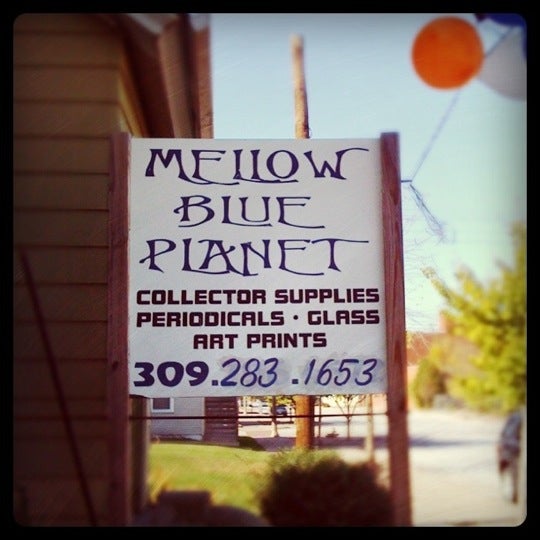 MELLOW
BLUE
PLANET
COLLECTOR SUPPLIES
PERIODICALS · GLASS
ART PRINTS
309.283.1653